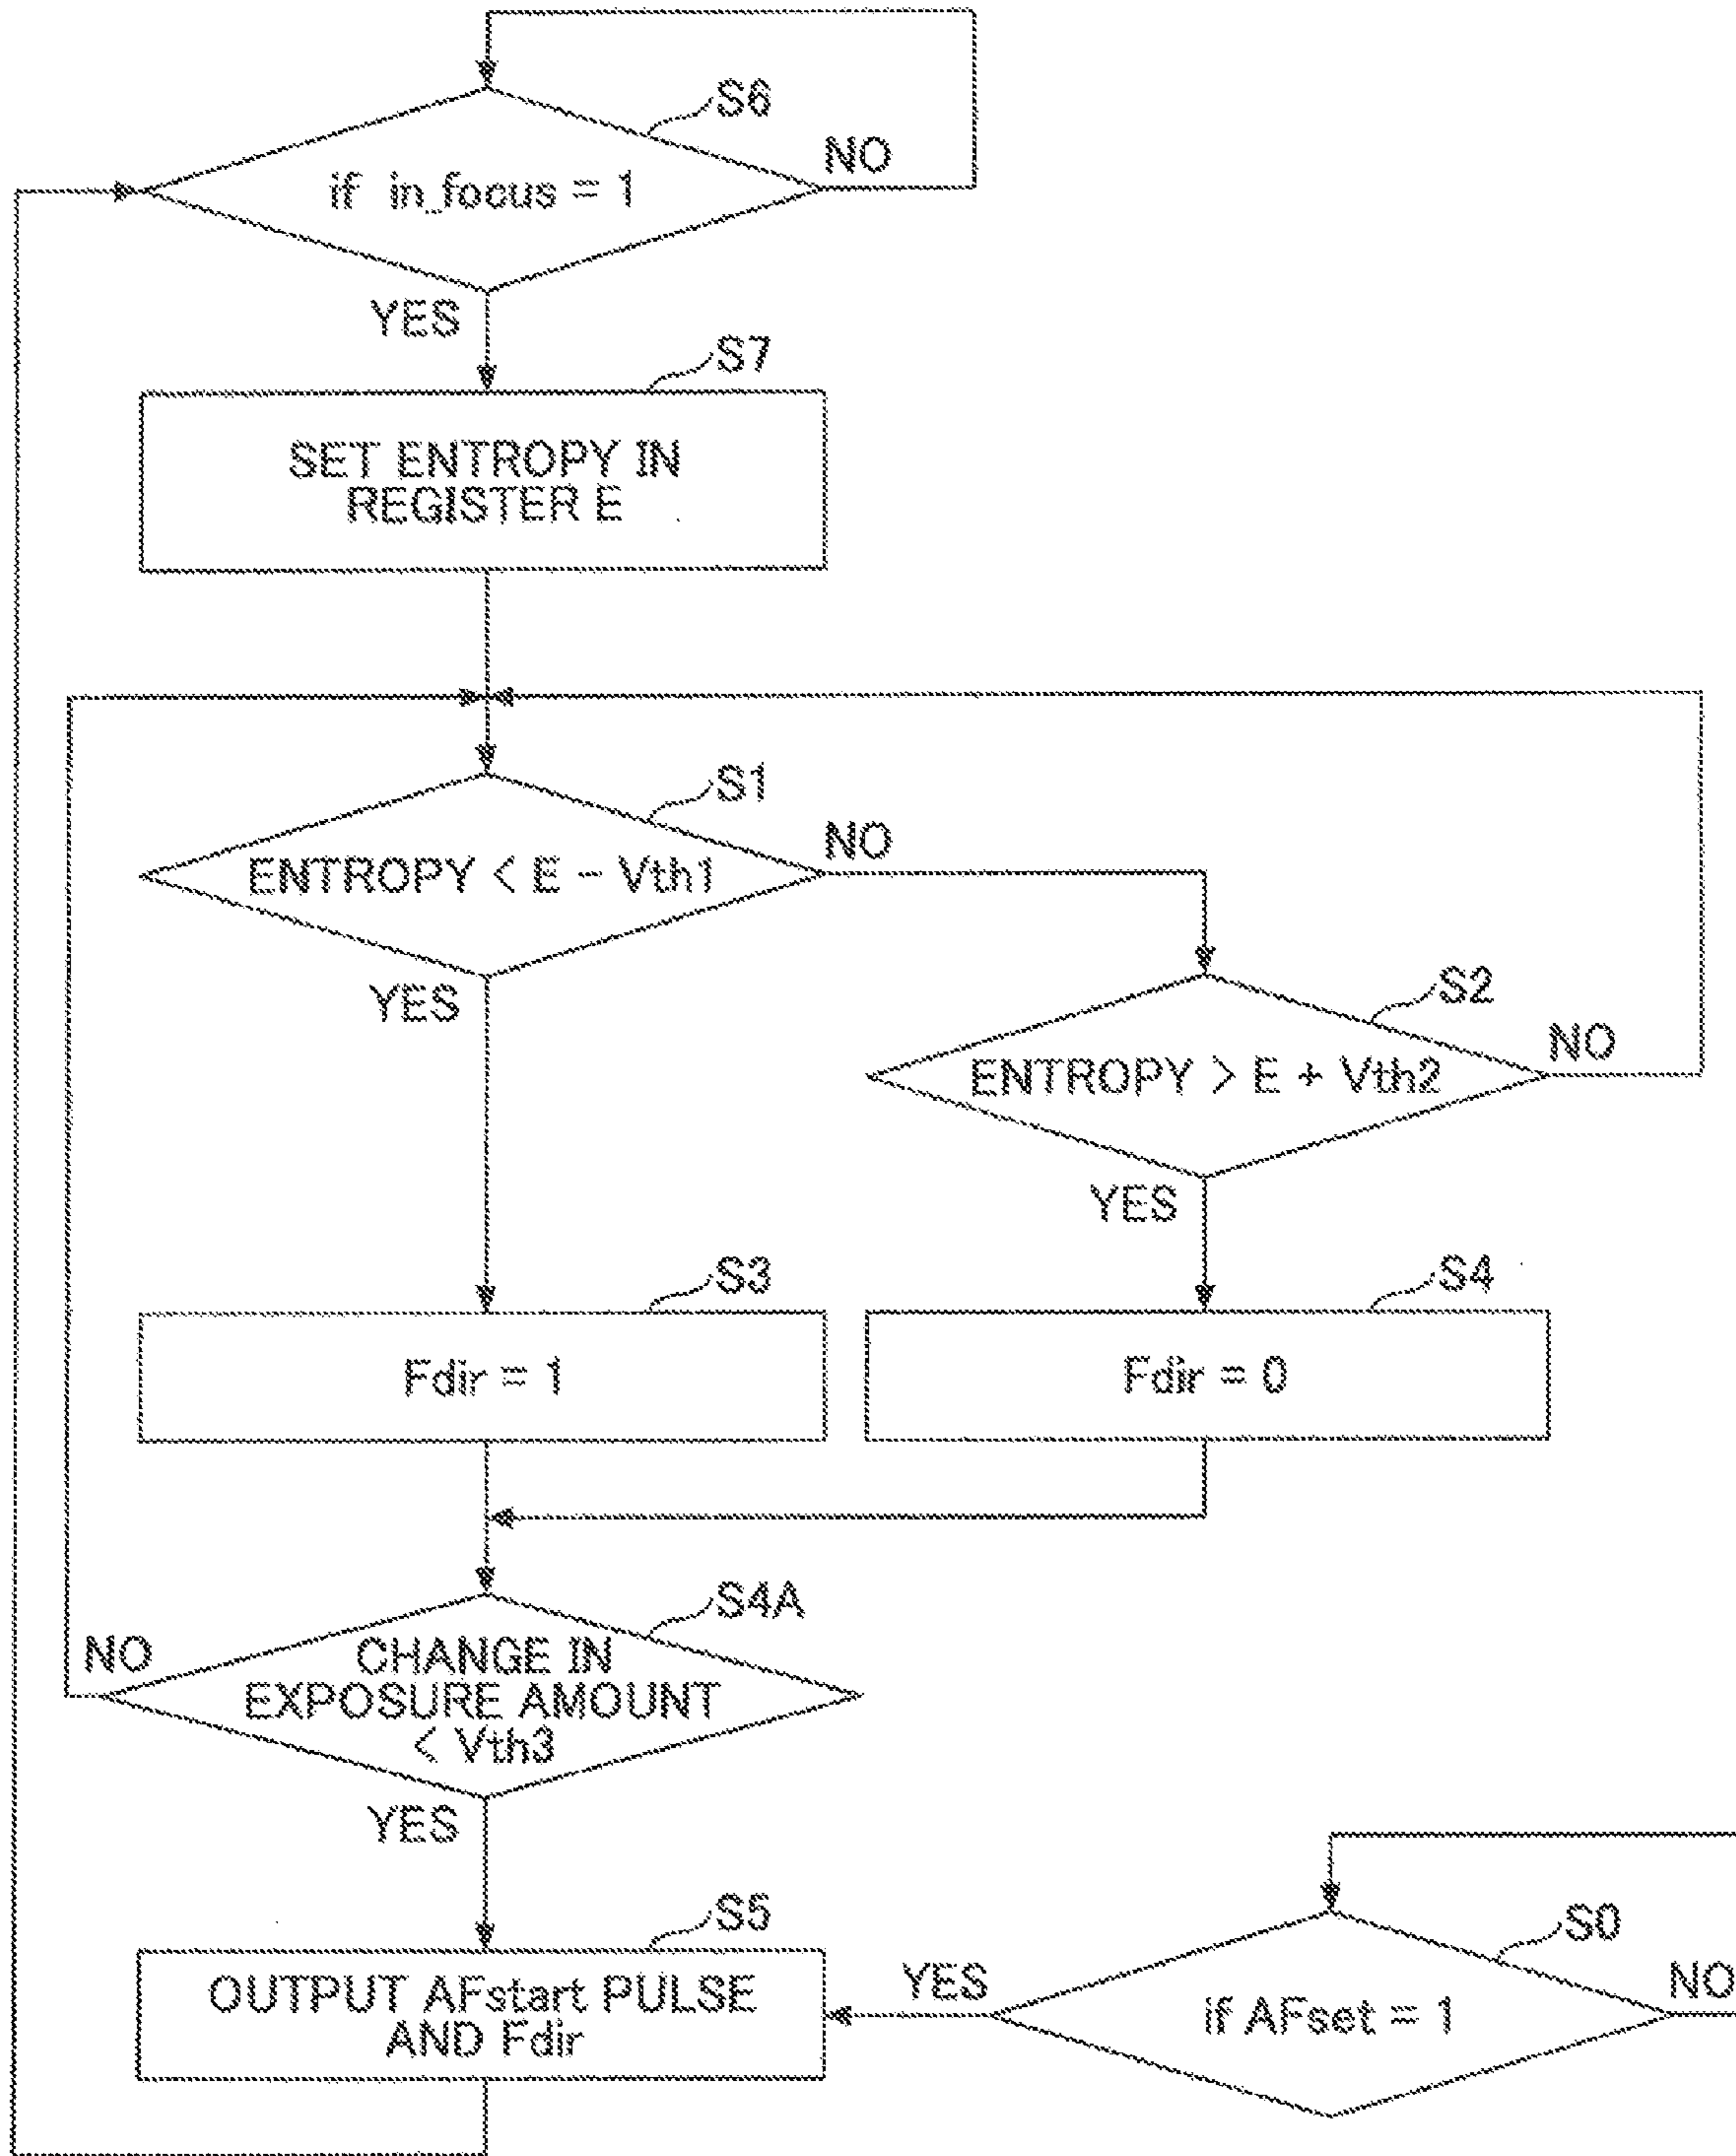 S6
if in_focus = 1
NO
YES
S7
SET ENTROPY IN
REGISTER E
S1
ENTROPY < E - Vth1
NO
YES
S2
ENTROPY > E + Vth2
NO
YES
S3
Fdir = 1
S4
Fdir = 0
S4A
CHANGE IN
EXPOSURE AMOUNT
< Vth3
NO
YES
S5
OUTPUT AFstart PULSE
AND Fdir
S0
if AFset = 1
YES
NO